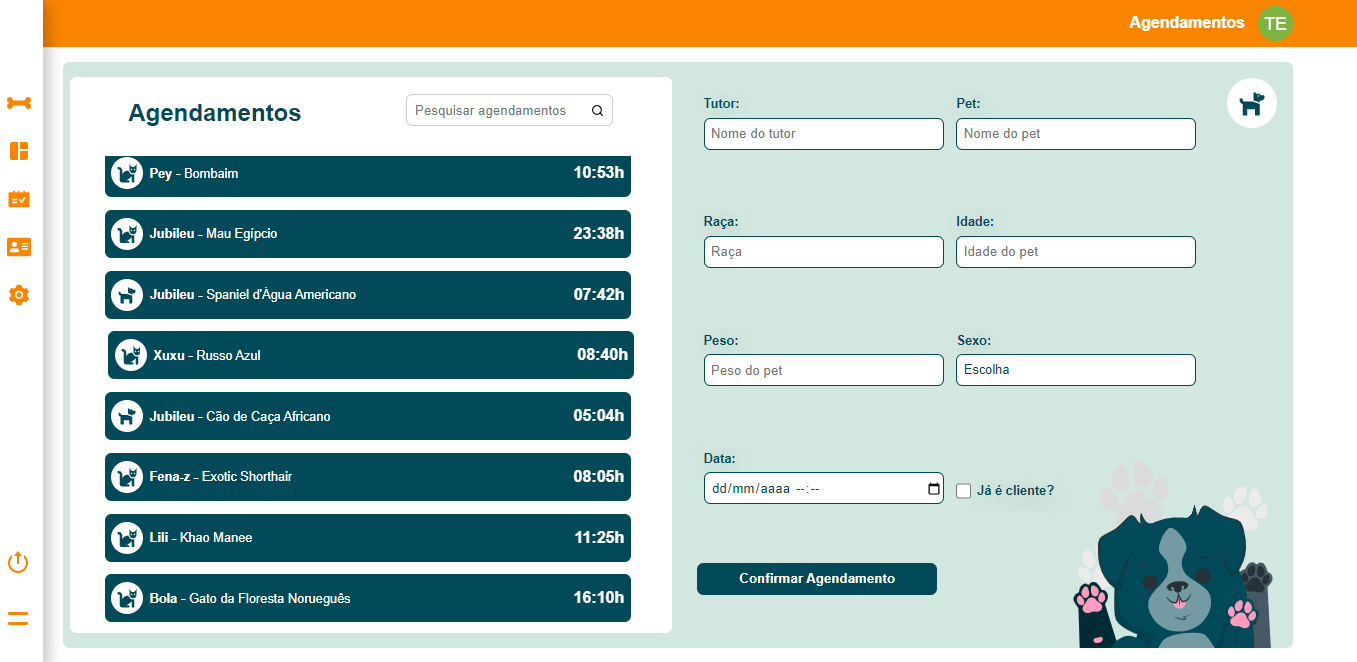 Agendamentos TE
Agendamentos
Pesquisar agendamentos
Pey - Bombaim 10:53h
Jubileu - Mau Egípcio 23:38h
Jubileu - Spaniel d'Àgua Americano 07:42h
Xuxu - Russo Azul 08:40h
Jubileu - Cão de Caça Africano 05:04h
Fena-z - Exotic Shorthair 08:05h
Lili - Khao Manee 11:25h
Bola - Gato da Floresta Norueguês 16:10h
Tutor: Pet:
Nome do tutor Nome do pet
Raça: Idade:
Raça Idade do pet
Peso: Sexo:
Peso do pet Escolha
Data:
dd/mm/aaaa --:-- Já é cliente?
Confirmar Agendamento